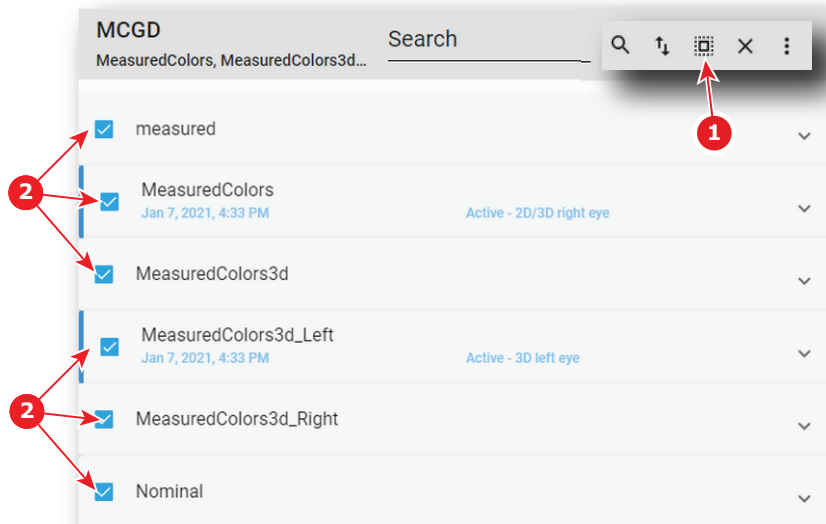 MCGD
MeasuredColors, MeasuredColors3d...
Search
1
measured
2
MeasuredColors
Jan 7, 2021, 4:33 PM
Active - 2D/3D right eye
MeasuredColors3d
MeasuredColors3d_Left
Jan 7, 2021, 4:33 PM
Active - 3D left eye
2
MeasuredColors3d_Right
Nominal